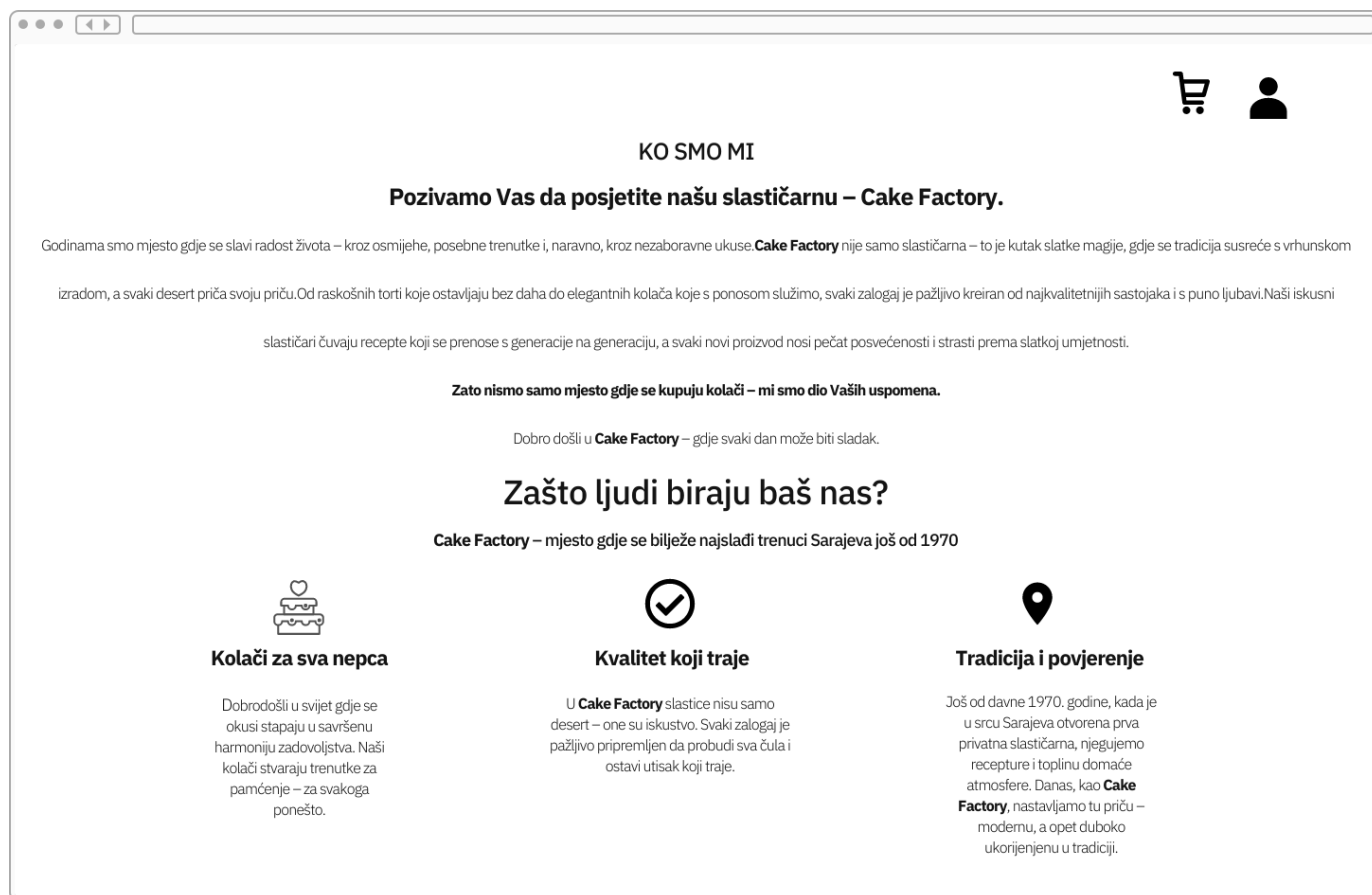 KO SMO MI
Pozivamo Vas da posjetite našu slastičarnu – Cake Factory.
Godinama smo mjesto gdje se slavi radost života – kroz osmijehe, posebne trenutke i, naravno, kroz nezaboravne ukuse.Cake Factory nije samo slastičarna – to je kutak slatke magije, gdje se tradicija susreće s vrhunskom
izradom, a svaki desert priča svoju priču.Od raskošnih torti koje ostavljaju bez daha do elegantnih kolača koje s ponosom služimo, svaki zalogaj je pažljivo kreiran od najkvalitetnijih sastojaka i s puno ljubavi.Naši iskusni
slastičari čuvaju recepte koji se prenose s generacije na generaciju, a svaki novi proizvod nosi pečat posvećenosti i strasti prema slatkoj umjetnosti.
Zato nismo samo mjesto gdje se kupuju kolači – mi smo dio Vaših uspomena.
Dobro došli u Cake Factory – gdje svaki dan može biti sladak.
Zašto ljudi biraju baš nas?
Cake Factory – mjesto gdje se bilježe najslađi trenuci Sarajeva još od 1970
Kolači za sva nepca
Dobrodošli u svijet gdje se
okusi stapaju u savršenu
harmoniju zadovoljstva. Naši
kolači stvaraju trenutke za
pamćenje – za svakoga
ponešto.
Kvalitet koji traje
U Cake Factory slastice nisu samo
desert – one su iskustvo. Svaki zalogaj je
pažljivo pripremljen da probudi sva čula i
ostavi utisak koji traje.
Tradicija i povjerenje
Još od davne 1970. godine, kada je
u srcu Sarajeva otvorena prva
privatna slastičarna, njegujemo
recepture i toplinu domaće
atmosfere. Danas, kao Cake
Factory, nastavljamo tu priču –
modernu, a opet duboko
ukorijenjenu u tradiciji.